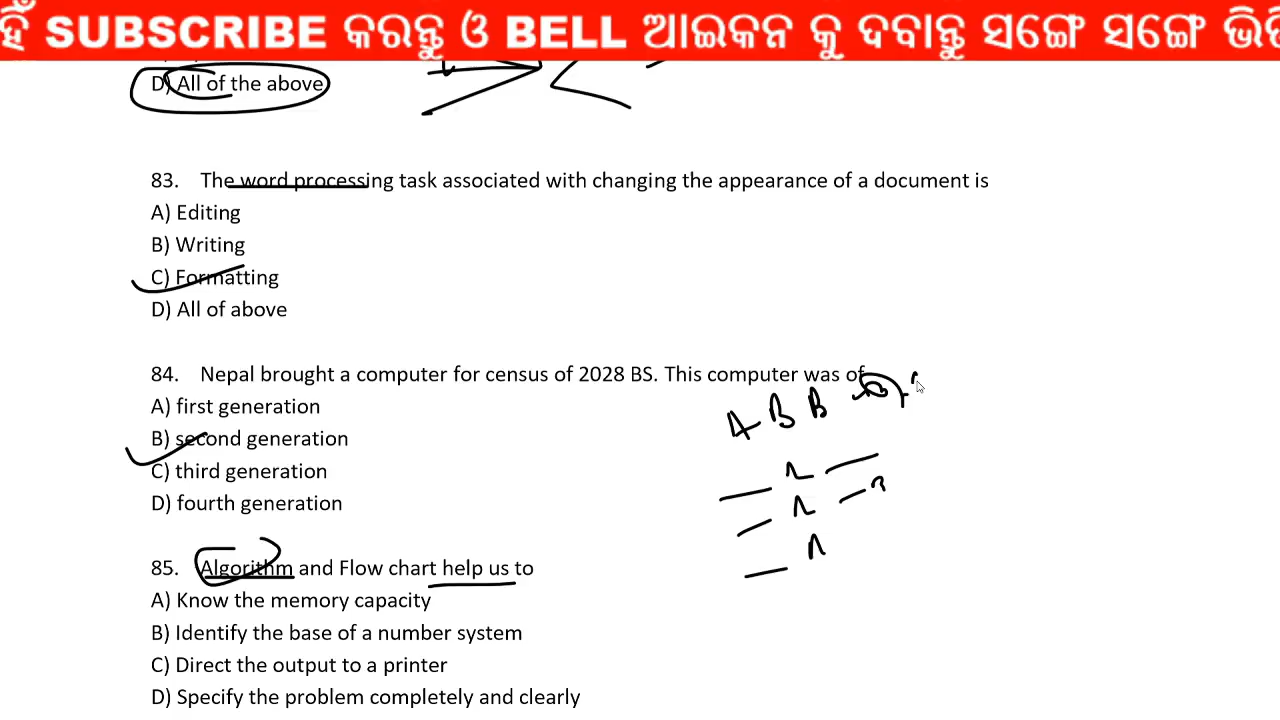 ହିଁ SUBSCRIBE କରନ୍ତୁ ଓ BELL ଆଇକନ କୁ ଦବାନ୍ତୁ ସଙ୍ଗେ ସଙ୍ଗେ ଭିଡି
D) All of the above
83. The word processing task associated with changing the appearance of a document is
A) Editing
B) Writing
C) Formatting
D) All of above
84. Nepal brought a computer for census of 2028 BS. This computer was of
A) first generation
B) second generation
C) third generation
D) fourth generation
A B B
85. Algorithm and Flow chart help us to
A) Know the memory capacity
B) Identify the base of a number system
C) Direct the output to a printer
D) Specify the problem completely and clearly